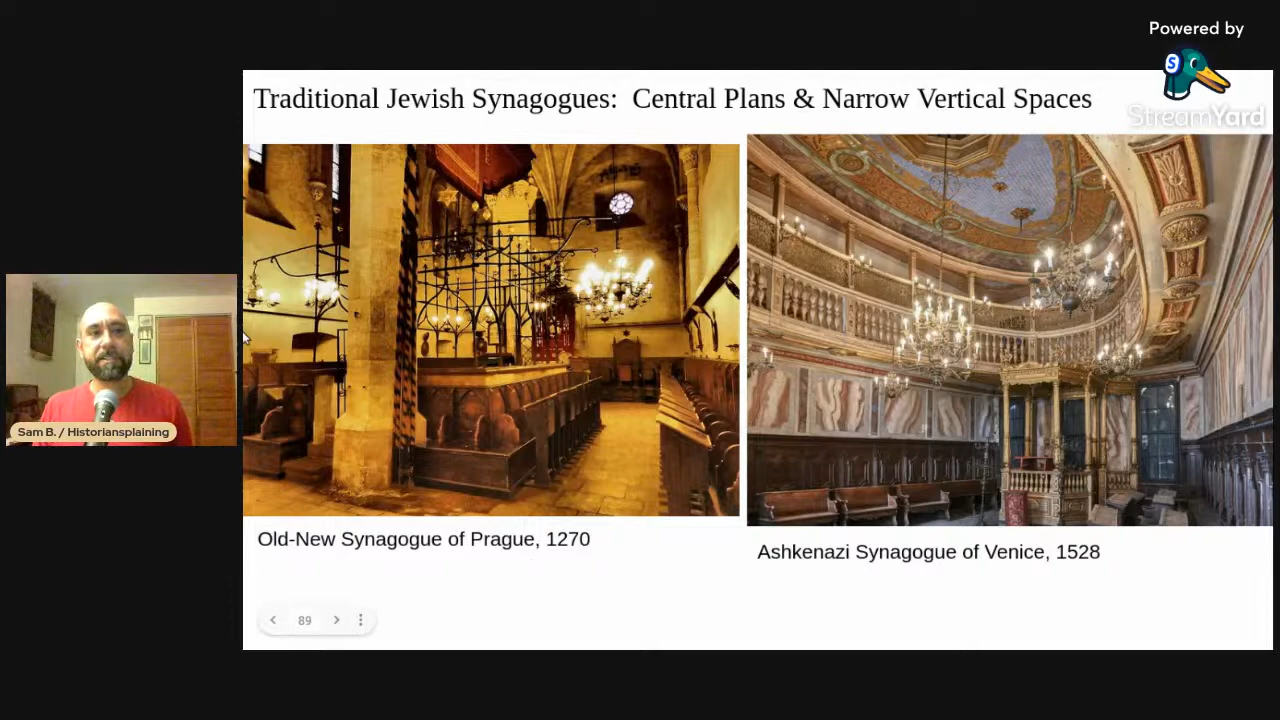 Powered by
S
StreamYard
Traditional Jewish Synagogues:  Central Plans & Narrow Vertical Spaces
Sam B. / Historiansplaining
Old-New Synagogue of Prague, 1270
Ashkenazi Synagogue of Venice, 1528
89